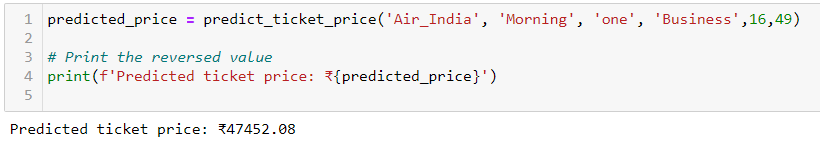 1 predicted_price = predict_ticket_price('Air_India', 'Morning', 'one', 'Business',16,49)
2
3 # Print the reversed value
4 print(f'Predicted ticket price: ₹{predicted_price}')
5
Predicted ticket price: ₹47452.08